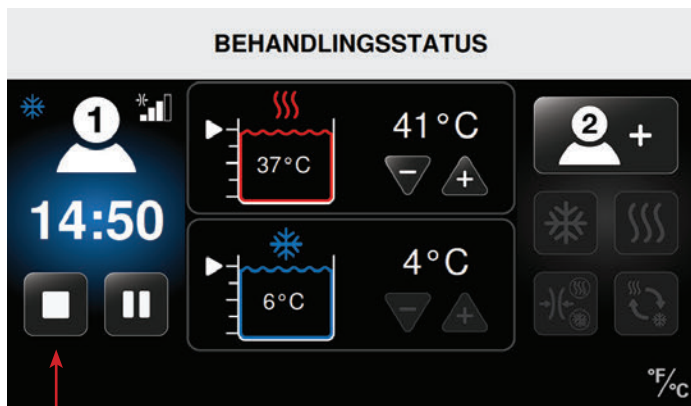 BEHANDLINGSSTATUS
1
14:50
37°C
41°C
- +
6°C
4°C
- +
2 +
°F/°C